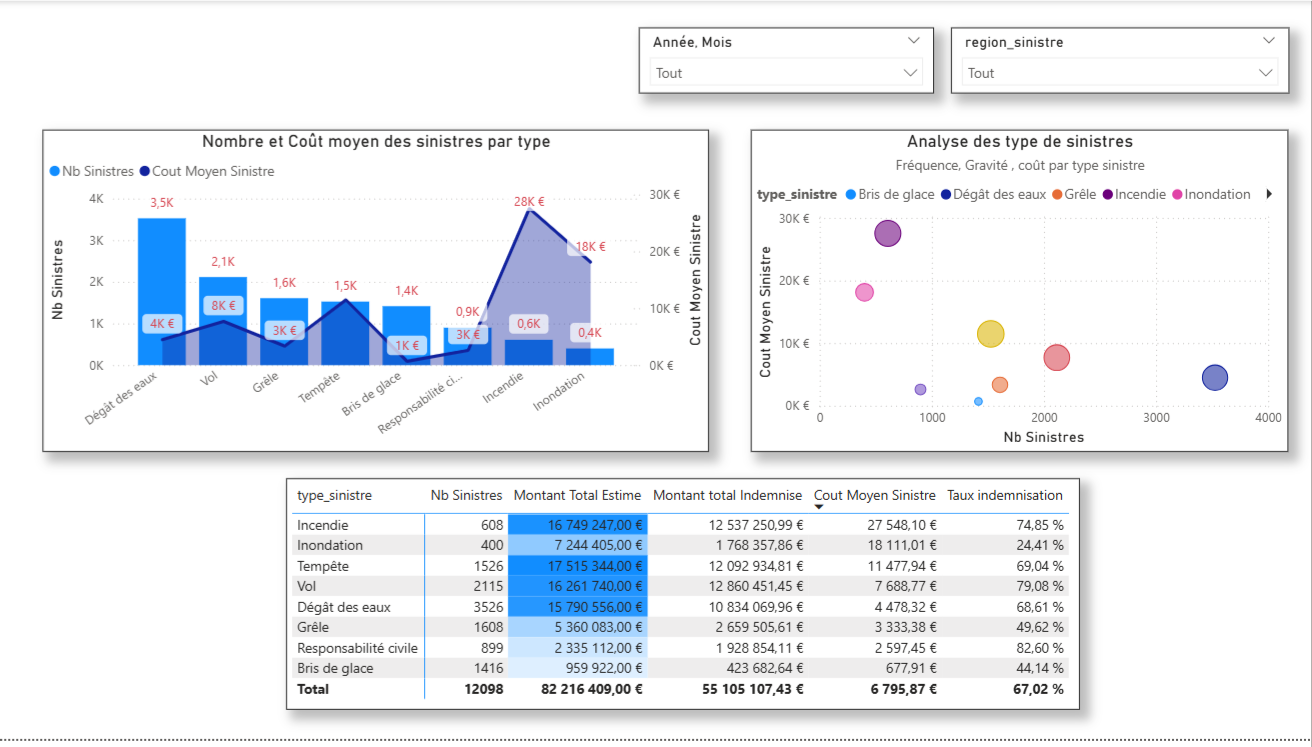 Année, Mois
Tout
region_sinistre
Tout
Nombre et Coût moyen des sinistres par type
Nb Sinistres Cout Moyen Sinistre
4K
3K
2K
1K
0K
Nb Sinistres
3,5K
2,1K
1,6K
1,5K
1,4K
0,9K
0,6K
0,4K
4K €
8K €
3K €
1K €
3K €
28K €
18K €
30K €
20K €
10K €
0K €
Cout Moyen Sinistre
Dégât des eaux
Vol
Grêle
Tempête
Bris de glace
Responsabilité ci...
Incendie
Inondation
Analyse des type de sinistres
Fréquence, Gravité , coût par type sinistre
type_sinistre Bris de glace Dégât des eaux Grêle Incendie Inondation
30K €
20K €
10K €
0K €
Cout Moyen Sinistre
0 1000 2000 3000 4000
Nb Sinistres
type_sinistre Nb Sinistres Montant Total Estime Montant total Indemnise Cout Moyen Sinistre Taux indemnisation
Incendie 608 16 749 247,00 € 12 537 250,99 € 27 548,10 € 74,85 %
Inondation 400 7 244 405,00 € 1 768 357,86 € 18 111,01 € 24,41 %
Tempête 1526 17 515 344,00 € 12 092 934,81 € 11 477,94 € 69,04 %
Vol 2115 16 261 740,00 € 12 860 451,45 € 7 688,77 € 79,08 %
Dégât des eaux 3526 15 790 556,00 € 10 834 069,96 € 4 478,32 € 68,61 %
Grêle 1608 5 360 083,00 € 2 659 505,61 € 3 333,38 € 49,62 %
Responsabilité civile 899 2 335 112,00 € 1 928 854,11 € 2 597,45 € 82,60 %
Bris de glace 1416 959 922,00 € 423 682,64 € 677,91 € 44,14 %
Total 12098 82 216 409,00 € 55 105 107,43 € 6 795,87 € 67,02 %